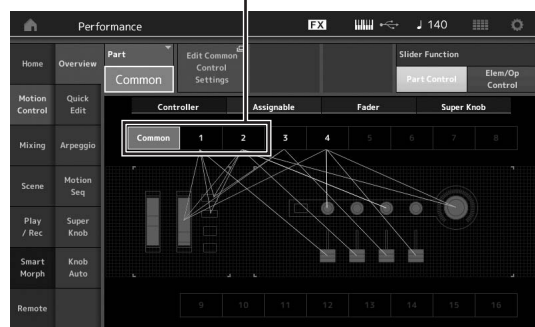 Performance FX ♩ 140
Part Edit Common Control Settings Slider Function
Home Overview Common Part Control Elem/Op Control
Motion Control Quick Edit Controller Assignable Fader Super Knob
Mixing Arpeggio Common 1 2 3 4 5 6 7 8
Scene Motion Seq
Play / Rec Super Knob
Smart Morph Knob Auto
Remote 9 10 11 12 13 14 15 16